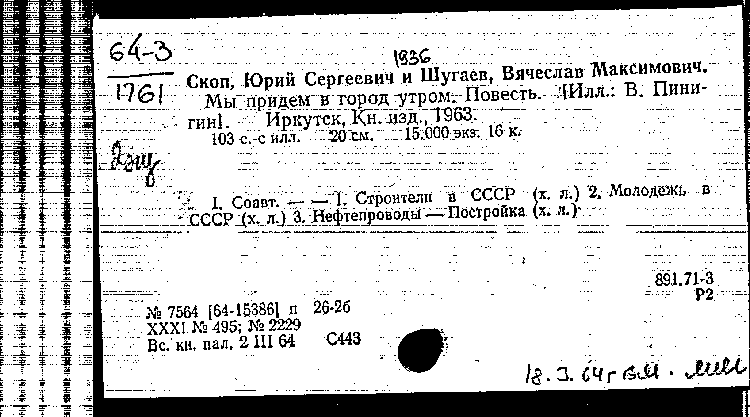 64-3
1761
1936
Скоп, Юрий Сергеевич и Шугаев, Вячеслав Максимович.
Мы придем в город утром. Повесть. [Илл.: В. Пини-
гин]. Иркутск, Кн. изд., 1963.
103 с. с илл. 20 см. 15.000 экз. 16 к.
1. Соавт. — — 1. Строители в СССР (х. л.) 2. Молодежь в
СССР (х. л.) 3. Нефтепроводы — Постройка (х. л.)
891.71-3
Р2
№ 7564 [64-15386] п 26-26
XXXI № 495; № 2229
Вс. кн. пал. 2 III 64 С443
18.3.64г